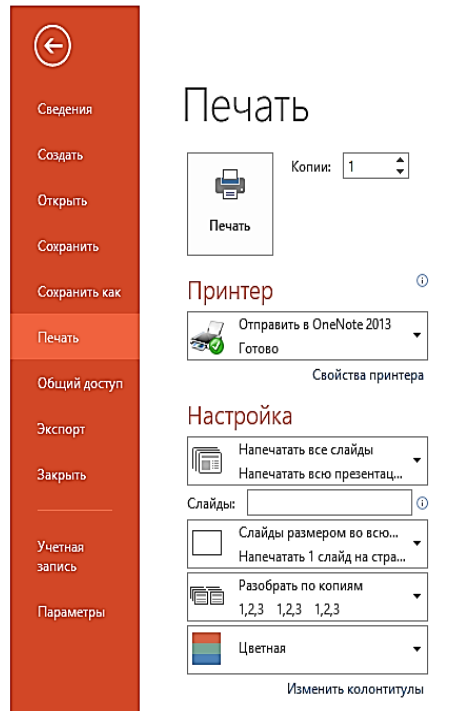 Сведения
Создать
Открыть
Сохранить
Сохранить как
Печать
Общий доступ
Экспорт
Закрыть
Учетная
запись
Параметры
Печать
Печать
Копии: 1
Принтер
Отправить в OneNote 2013
Готово
Свойства принтера
Настройка
Напечатать все слайды
Напечатать всю презентац...
Слайды:
Слайды размером во всю...
Напечатать 1 слайд на стра...
Разобрать по копиям
1,2,3 1,2,3 1,2,3
Цветная
Изменить колонтитулы